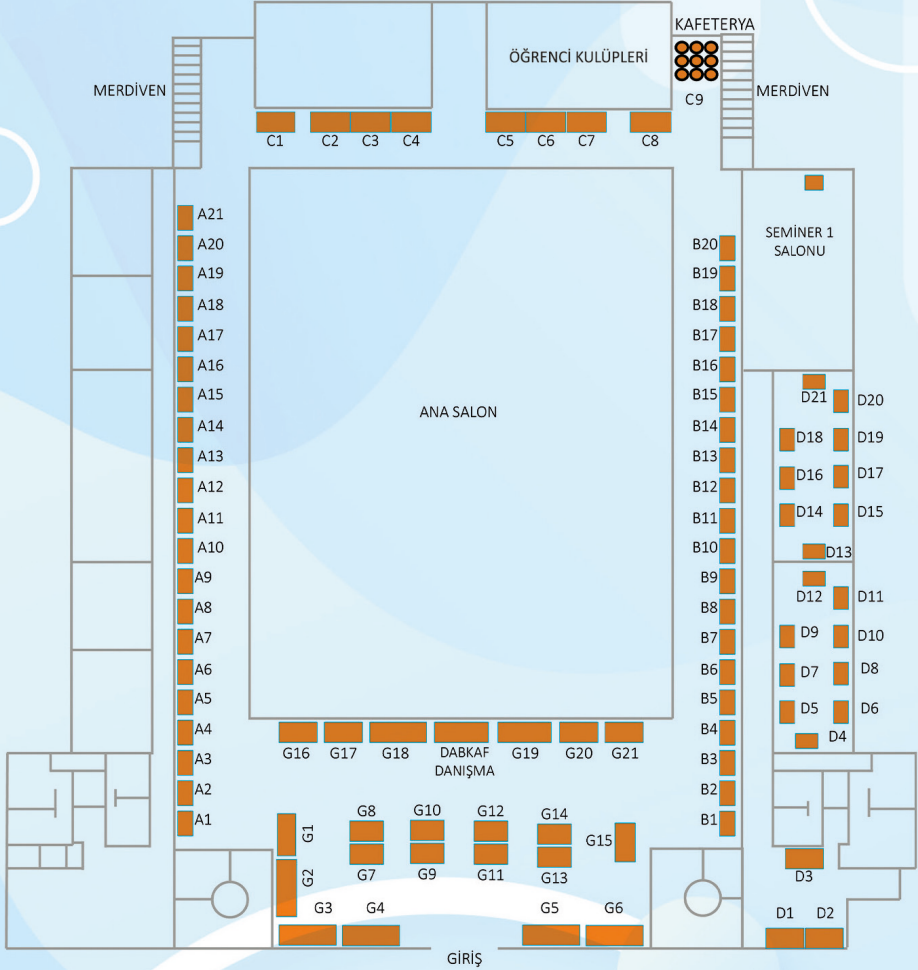 KAFETERYA
ÖĞRENCİ KULÜPLERİ
MERDİVEN
MERDİVEN
C9
C1 C2 C3 C4 C5 C6 C7 C8
SEMİNER 1
SALONU
ANA SALON
A21
A20
A19
A18
A17
A16
A15
A14
A13
A12
A11
A10
A9
A8
A7
A6
A5
A4
A3
A2
A1
B20
B19
B18
B17
B16
B15
B14
B13
B12
B11
B10
B9
B8
B7
B6
B5
B4
B3
B2
B1
D21 D20
D18 D19
D16 D17
D14 D15
D13
D12 D11
D9 D10
D7 D8
D5 D6
D4
G16 G17 G18 DABKAF G19 G20 G21
DANIŞMA
G8 G10 G12 G14
G1 G15
G7 G9 G11 G13
G2
G3 G4 G5 G6
D3
D1 D2
GİRİŞ